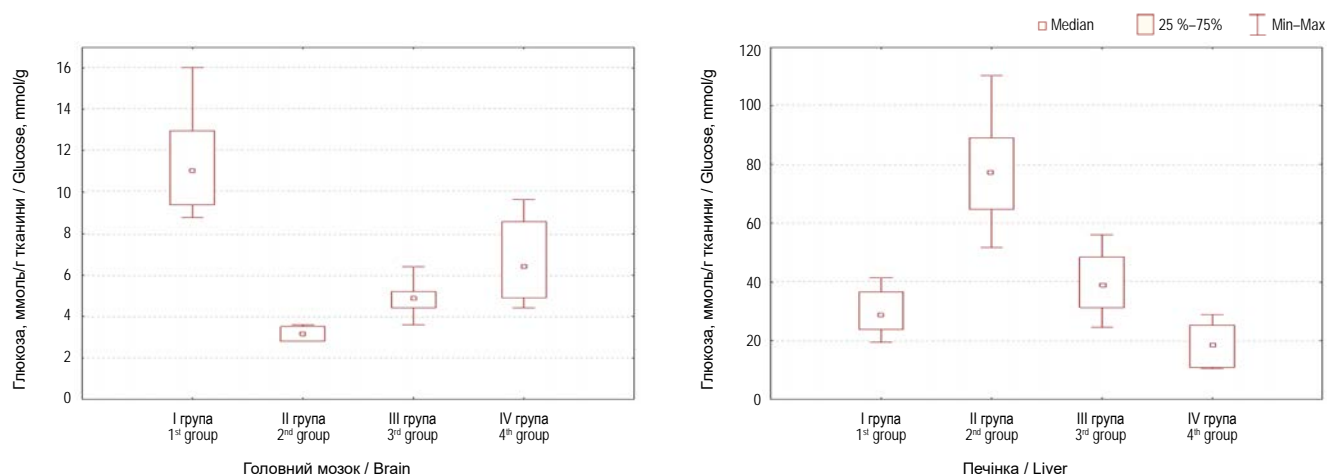 Median 25 %–75% Min–Max
Глюкоза, ммоль/г тканини / Glucose, mmol/g
16
14
12
10
8
6
4
2
0
I група II група III група IV група
1st group 2nd group 3rd group 4th group
Головний мозок / Brain
Глюкоза, ммоль/г тканини / Glucose, mmol/g
120
100
80
60
40
20
0
I група II група III група IV група
1st group 2nd group 3rd group 4th group
Печінка / Liver